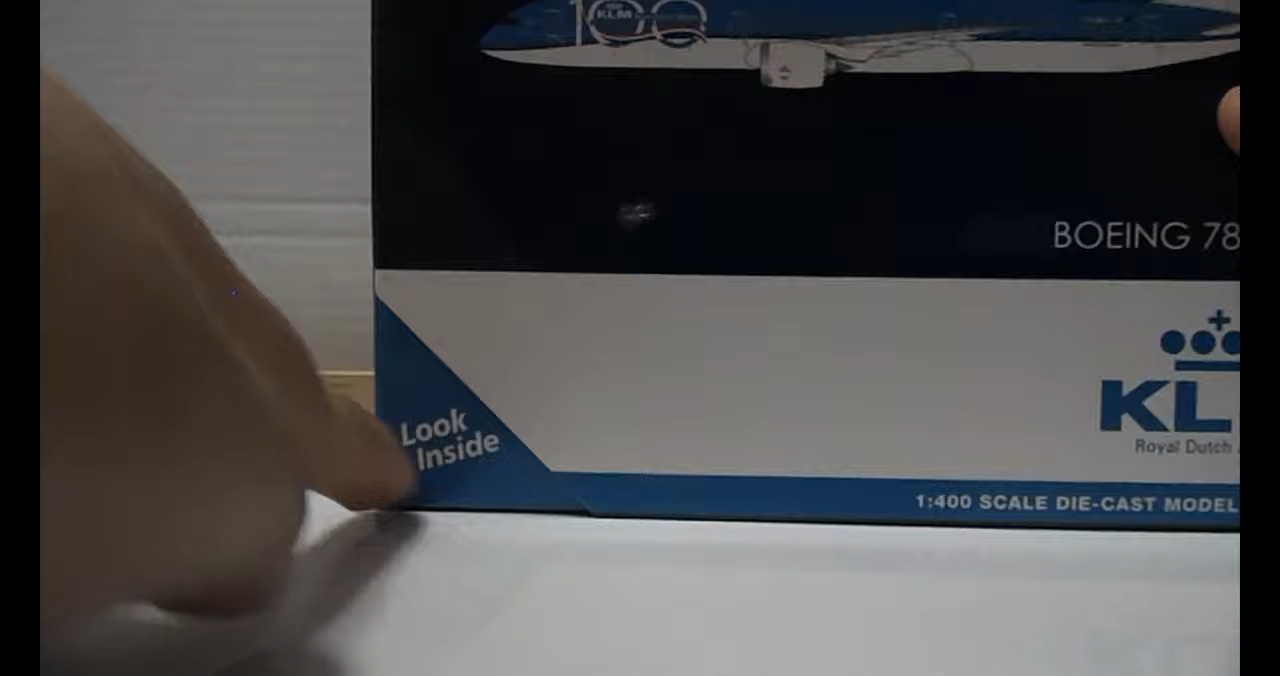 100
KLM
BOEING 78
Look
Inside
KL
Royal Dutch
1:400 SCALE DIE-CAST MODEL